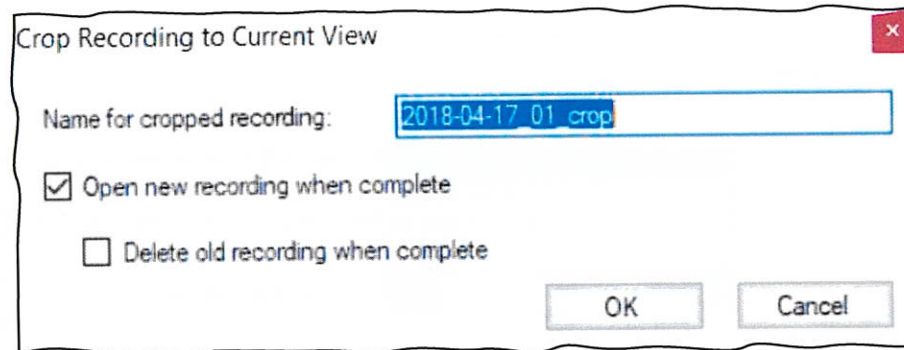 Crop Recording to Current View
×
Name for cropped recording: 2018-04-17_01_crop
Open new recording when complete
Delete old recording when complete
OK Cancel